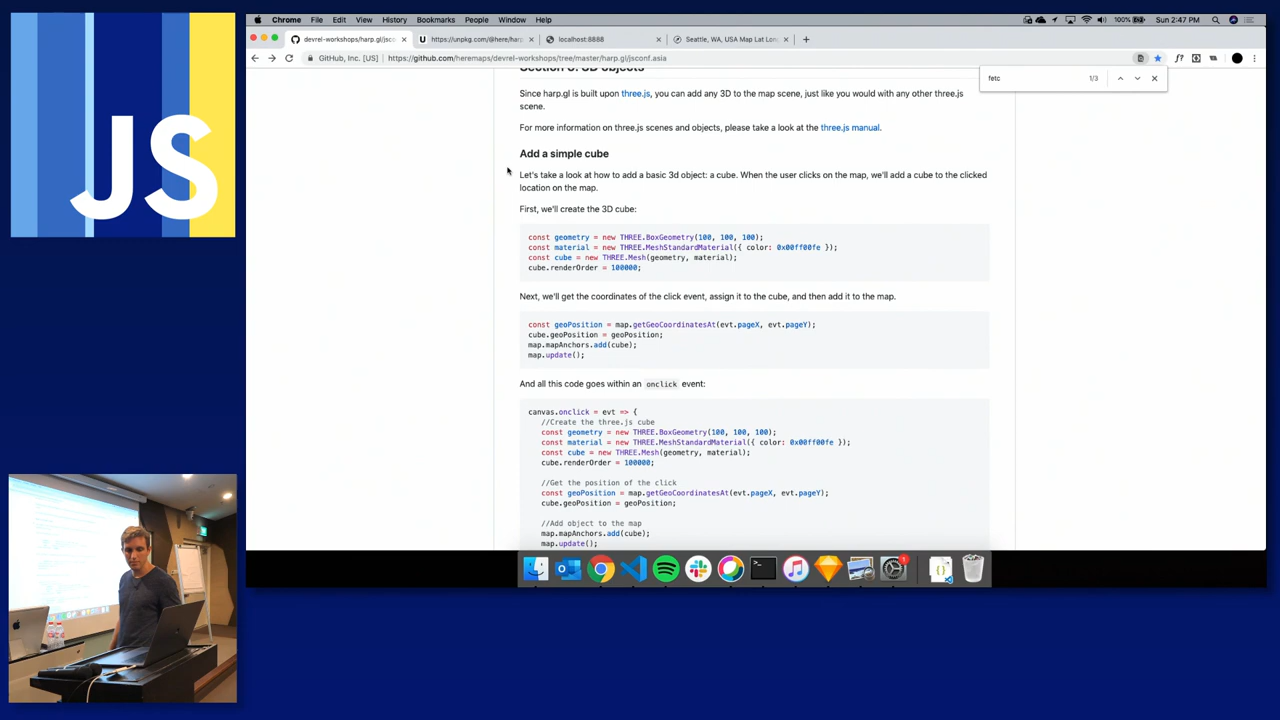 JS
Chrome File Edit View History Bookmarks People Window Help
100% Sun 2:47 PM
devrel-workshops/harp.gl/jsc
https://unpkg.com/@here/harp
localhost:8888
Seattle, WA, USA Map Lat Lon
GitHub, Inc. [US] https://github.com/heremaps/devrel-workshops/tree/master/harp.gl/jsconf.asia
fetc 1/3
Section 6: 3D objects
Since harp.gl is built upon three.js, you can add any 3D to the map scene, just like you would with any other three.js
scene.
For more information on three.js scenes and objects, please take a look at the three.js manual.
Add a simple cube
Let's take a look at how to add a basic 3d object: a cube. When the user clicks on the map, we'll add a cube to the clicked
location on the map.
First, we'll create the 3D cube:
const geometry = new THREE.BoxGeometry(100, 100, 100);
const material = new THREE.MeshStandardMaterial({ color: 0x00ff00fe });
const cube = new THREE.Mesh(geometry, material);
cube.renderOrder = 100000;
Next, we'll get the coordinates of the click event, assign it to the cube, and then add it to the map.
const geoPosition = map.getGeoCoordinatesAt(evt.pageX, evt.pageY);
cube.geoPosition = geoPosition;
map.mapAnchors.add(cube);
map.update();
And all this code goes within an onclick event:
canvas.onclick = evt => {
//Create the three.js cube
const geometry = new THREE.BoxGeometry(100, 100, 100);
const material = new THREE.MeshStandardMaterial({ color: 0x00ff00fe });
const cube = new THREE.Mesh(geometry, material);
cube.renderOrder = 100000;
//Get the position of the click
const geoPosition = map.getGeoCoordinatesAt(evt.pageX, evt.pageY);
cube.geoPosition = geoPosition;
//Add object to the map
map.mapAnchors.add(cube);
map.update();